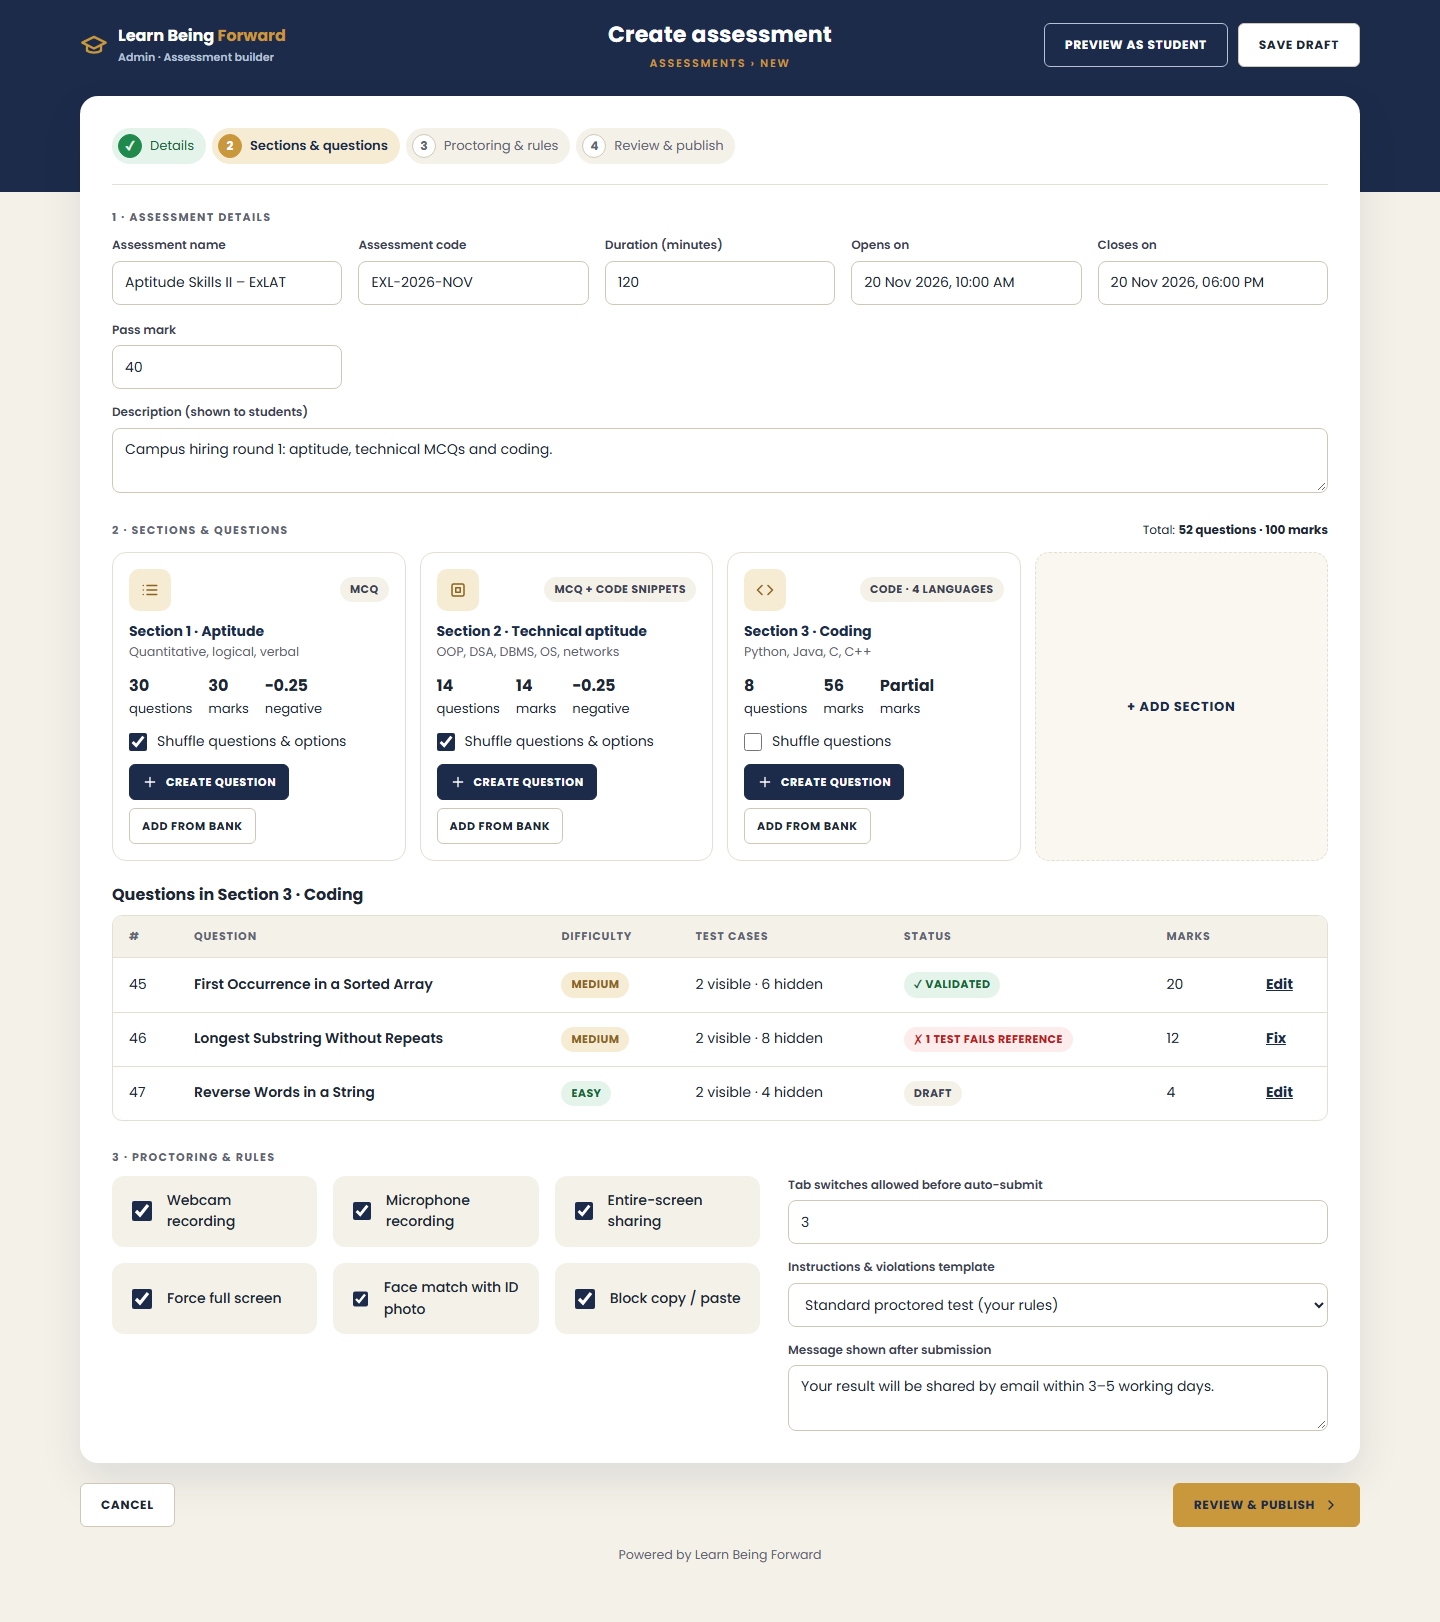 Learn Being Forward
Admin · Assessment builder
Create assessment
ASSESSMENTS › NEW
PREVIEW AS STUDENT
SAVE DRAFT
✓ Details
2 Sections & questions
3 Proctoring & rules
4 Review & publish
1 · ASSESSMENT DETAILS
Assessment name
Aptitude Skills II – ExLAT
Assessment code
EXL-2026-NOV
Duration (minutes)
120
Opens on
20 Nov 2026, 10:00 AM
Closes on
20 Nov 2026, 06:00 PM
Pass mark
40
Description (shown to students)
Campus hiring round 1: aptitude, technical MCQs and coding.
2 · SECTIONS & QUESTIONS
Total: 52 questions · 100 marks
MCQ
Section 1 · Aptitude
Quantitative, logical, verbal
30 30 -0.25
questions marks negative
Shuffle questions & options
CREATE QUESTION
ADD FROM BANK
MCQ + CODE SNIPPETS
Section 2 · Technical aptitude
OOP, DSA, DBMS, OS, networks
14 14 -0.25
questions marks negative
Shuffle questions & options
CREATE QUESTION
ADD FROM BANK
CODE · 4 LANGUAGES
Section 3 · Coding
Python, Java, C, C++
8 56 Partial
questions marks marks
Shuffle questions
CREATE QUESTION
ADD FROM BANK
+ ADD SECTION
Questions in Section 3 · Coding
# QUESTION DIFFICULTY TEST CASES STATUS MARKS
45 First Occurrence in a Sorted Array MEDIUM 2 visible · 6 hidden ✓ VALIDATED 20 Edit
46 Longest Substring Without Repeats MEDIUM 2 visible · 8 hidden ✗ 1 TEST FAILS REFERENCE 12 Fix
47 Reverse Words in a String EASY 2 visible · 4 hidden DRAFT 4 Edit
3 · PROCTORING & RULES
Webcam
recording
Microphone
recording
Entire-screen
sharing
Force full screen
Face match with ID
photo
Block copy / paste
Tab switches allowed before auto-submit
3
Instructions & violations template
Standard proctored test (your rules)
Message shown after submission
Your result will be shared by email within 3–5 working days.
CANCEL
REVIEW & PUBLISH
Powered by Learn Being Forward